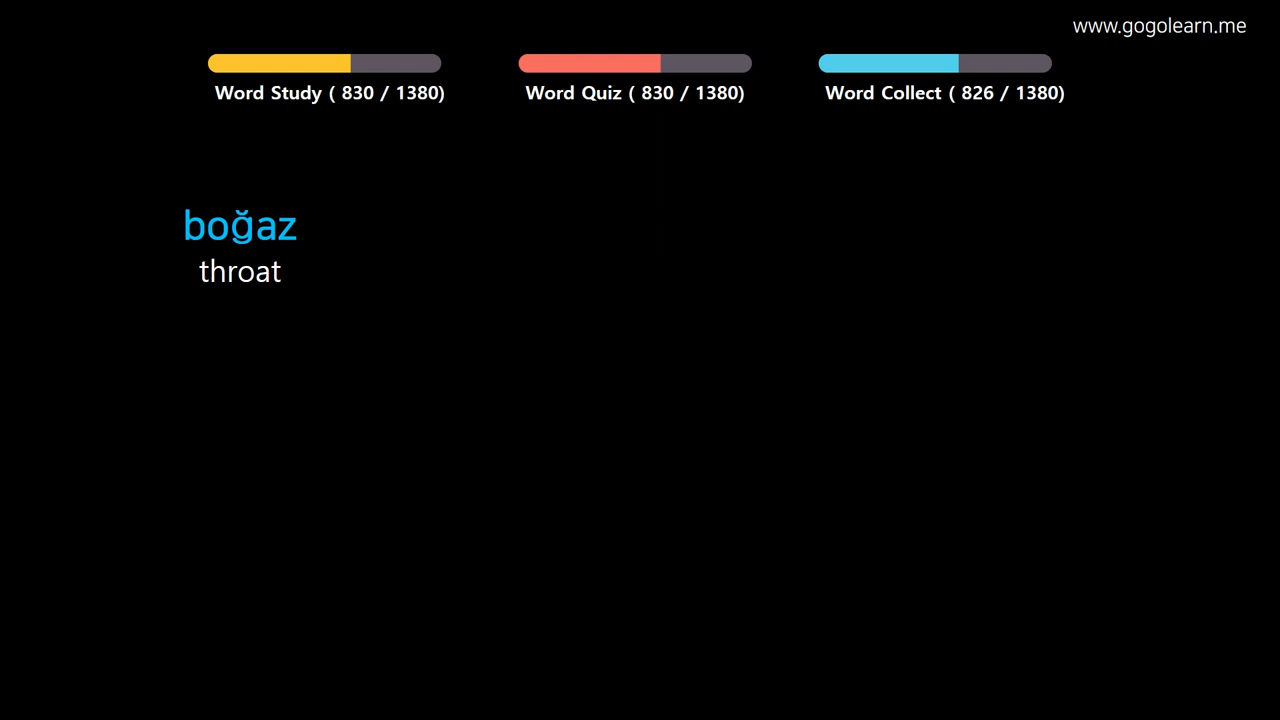 www.gogolearn.me
Word Study ( 830 / 1380)
Word Quiz ( 830 / 1380)
Word Collect ( 826 / 1380)
boğaz
throat